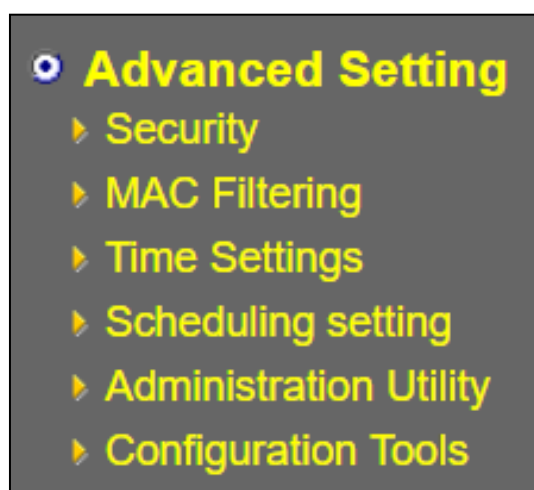 Advanced Setting
Security
MAC Filtering
Time Settings
Scheduling setting
Administration Utility
Configuration Tools